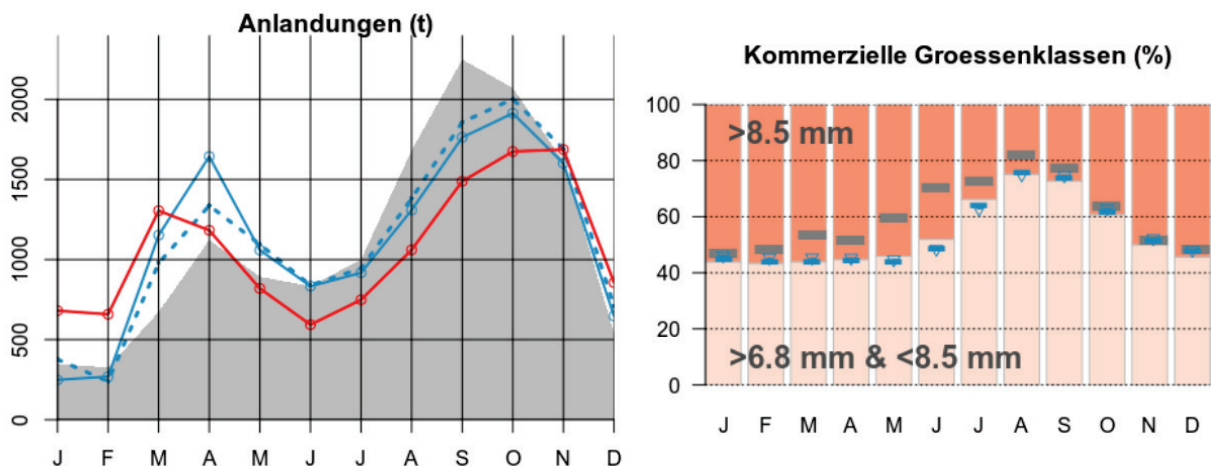 Anlandungen (t)
2000
1500
1000
500
0
J F M A M J J A S O N D
Kommerzielle Groessenklassen (%)
100
80
60
40
20
0
>8.5 mm
>6.8 mm & <8.5 mm
J F M A M J J A S O N D